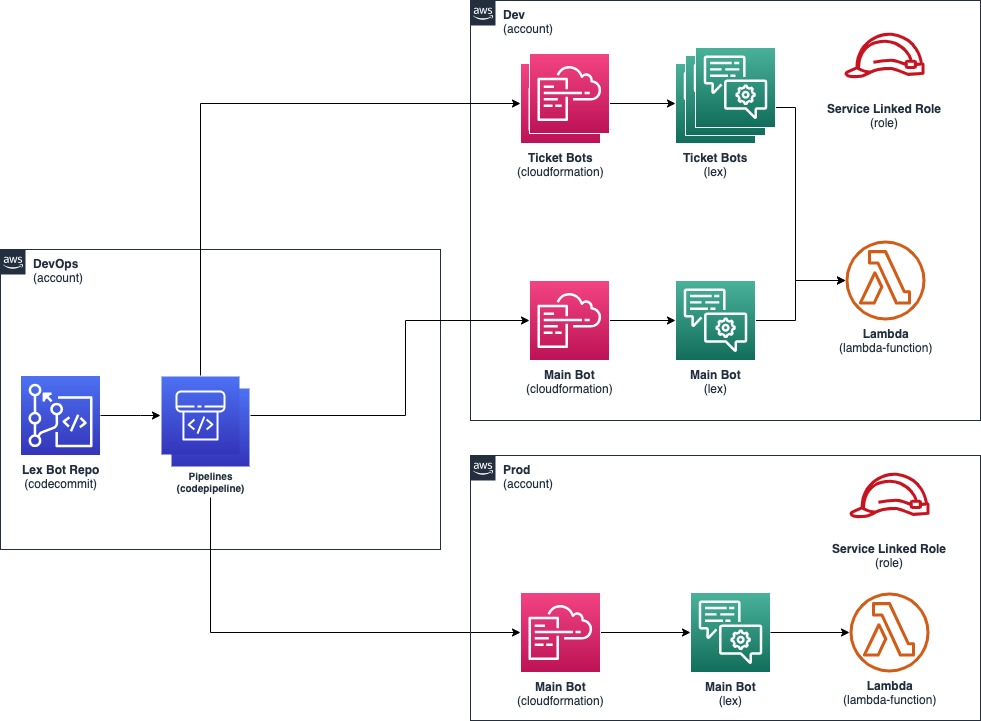 aws
Dev
(account)
Ticket Bots
(cloudformation)
Ticket Bots
(lex)
Service Linked Role
(role)
Main Bot
(cloudformation)
Main Bot
(lex)
Lambda
(lambda-function)
aws
DevOps
(account)
Lex Bot Repo
(codecommit)
Pipelines
(codepipeline)
aws
Prod
(account)
Service Linked Role
(role)
Main Bot
(cloudformation)
Main Bot
(lex)
Lambda
(lambda-function)